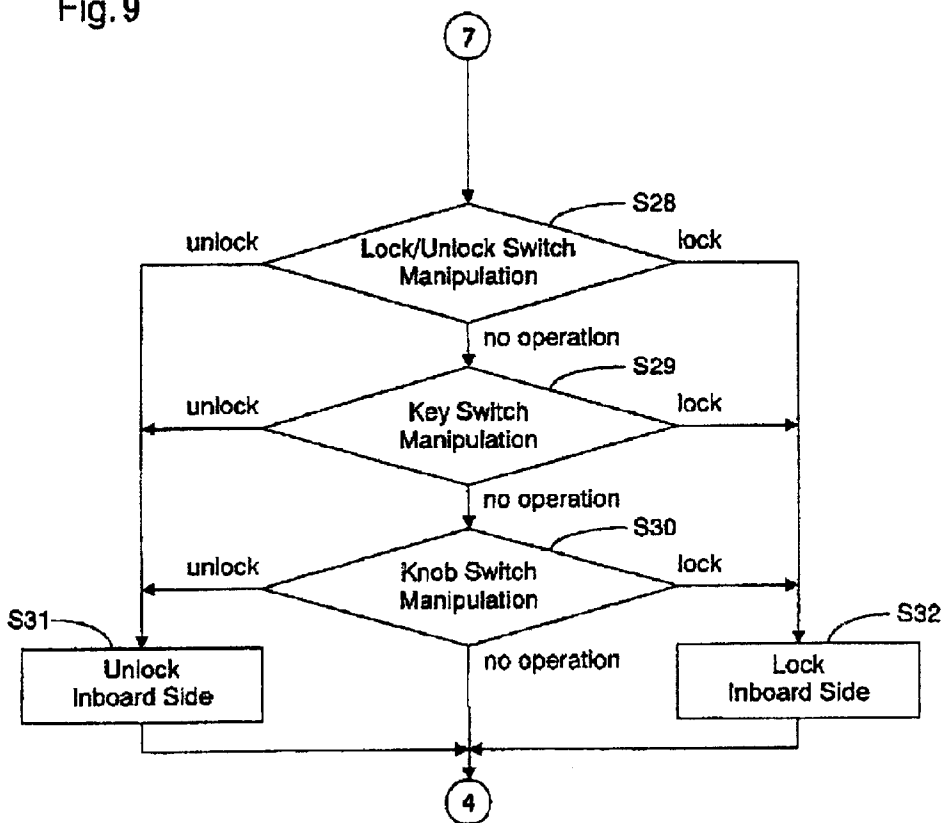 Fig. 9
7
S28
unlock
lock
Lock/Unlock Switch
Manipulation
no operation
S29
unlock
lock
Key Switch
Manipulation
no operation
S30
unlock
lock
Knob Switch
Manipulation
S31
S32
no operation
Unlock
Inboard Side
Lock
Inboard Side
4